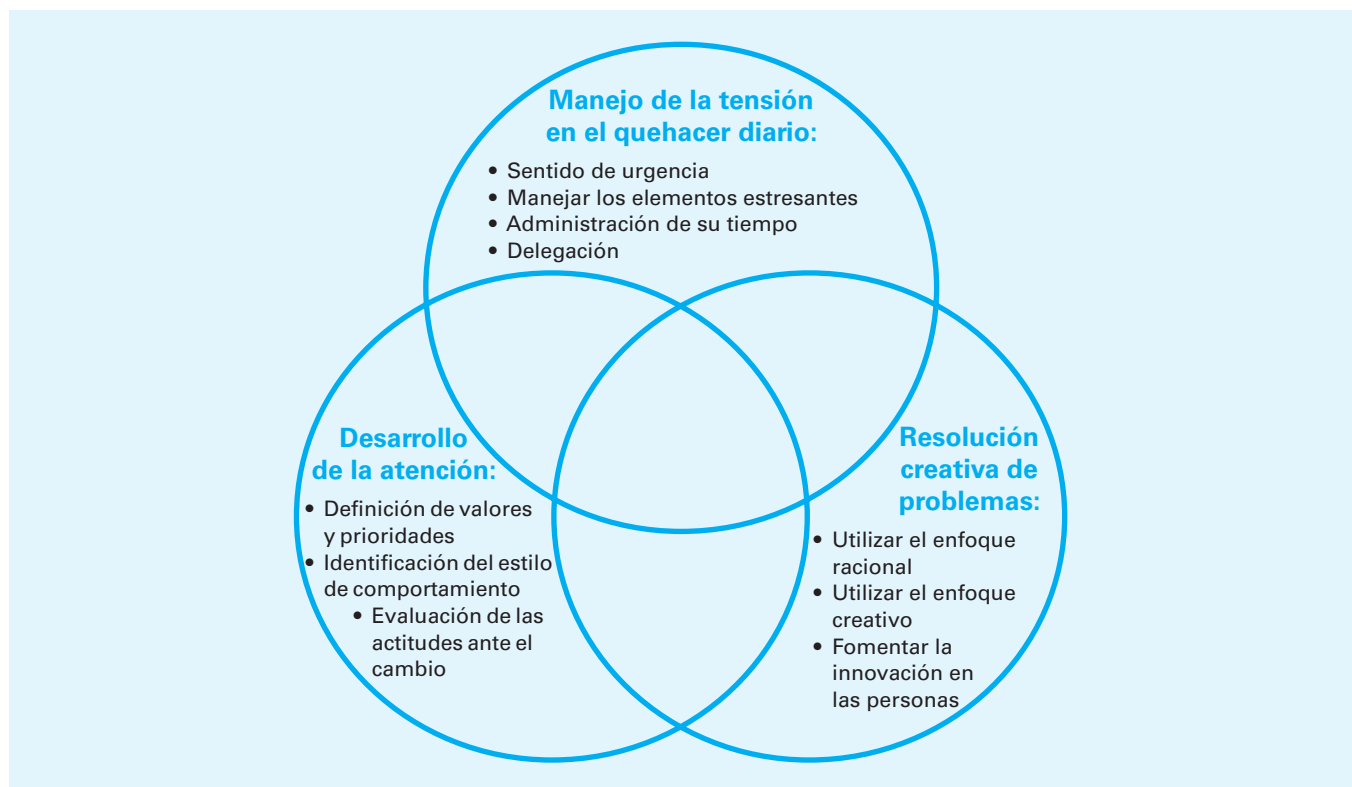 Manejo de la tensión
en el quehacer diario:
• Sentido de urgencia
• Manejar los elementos estresantes
• Administración de su tiempo
• Delegación
Desarrollo
de la atención:
• Definición de valores
y prioridades
• Identificación del estilo
de comportamiento
• Evaluación de las
actitudes ante el
cambio
Resolución
creativa de
problemas:
• Utilizar el enfoque
racional
• Utilizar el enfoque
creativo
• Fomentar la
innovación en
las personas